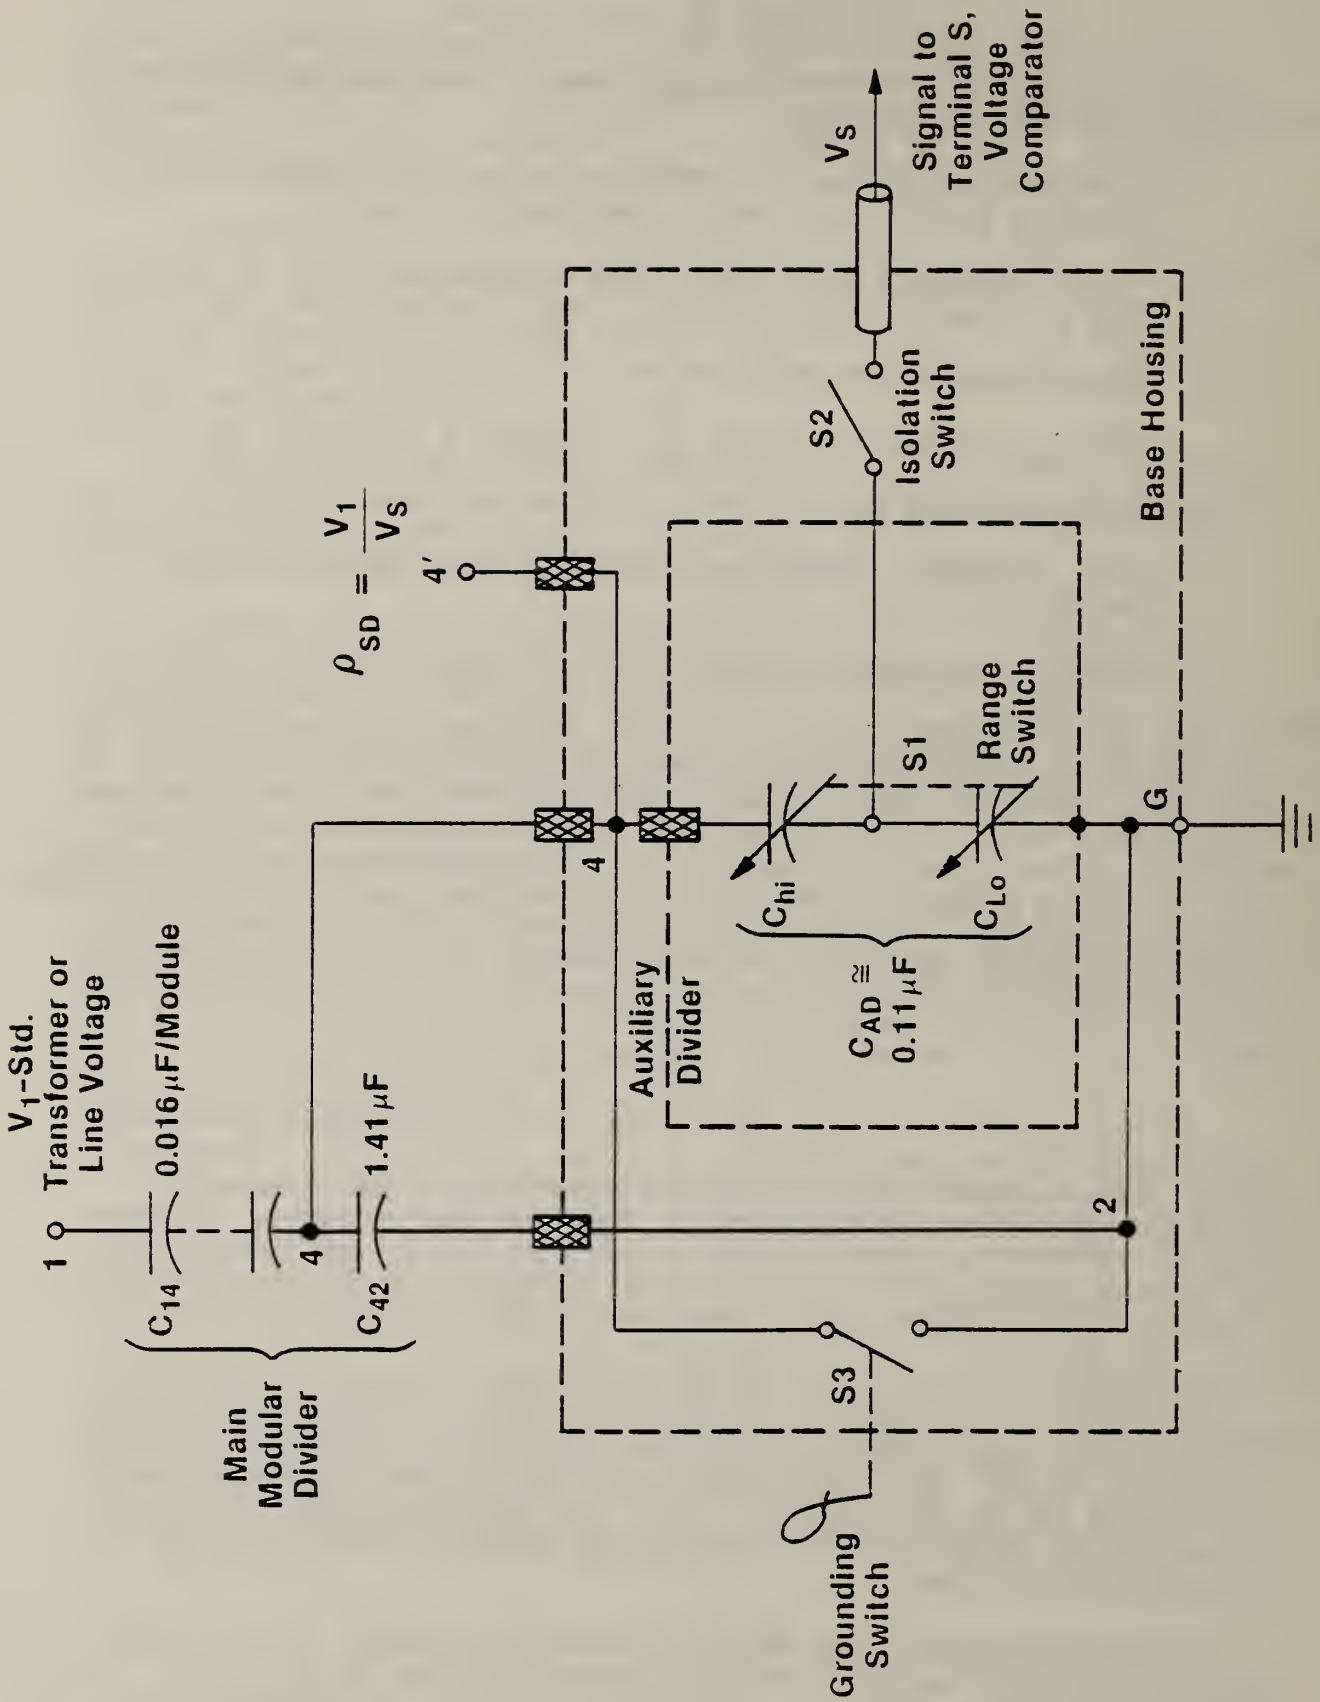 V1-Std.
Transformer or
Line Voltage
1
C14
0.016μF/Module
4
C42
1.41μF
Main
Modular
Divider
ρSD ≡ V1
VS
4'
4
Auxiliary
Divider
Chi
CLo
CAD ≅
0.11μF
S1
Range
Switch
S2
Isolation
Switch
VS
Signal to
Terminal S,
Voltage
Comparator
Base Housing
G
2
S3
Grounding
Switch